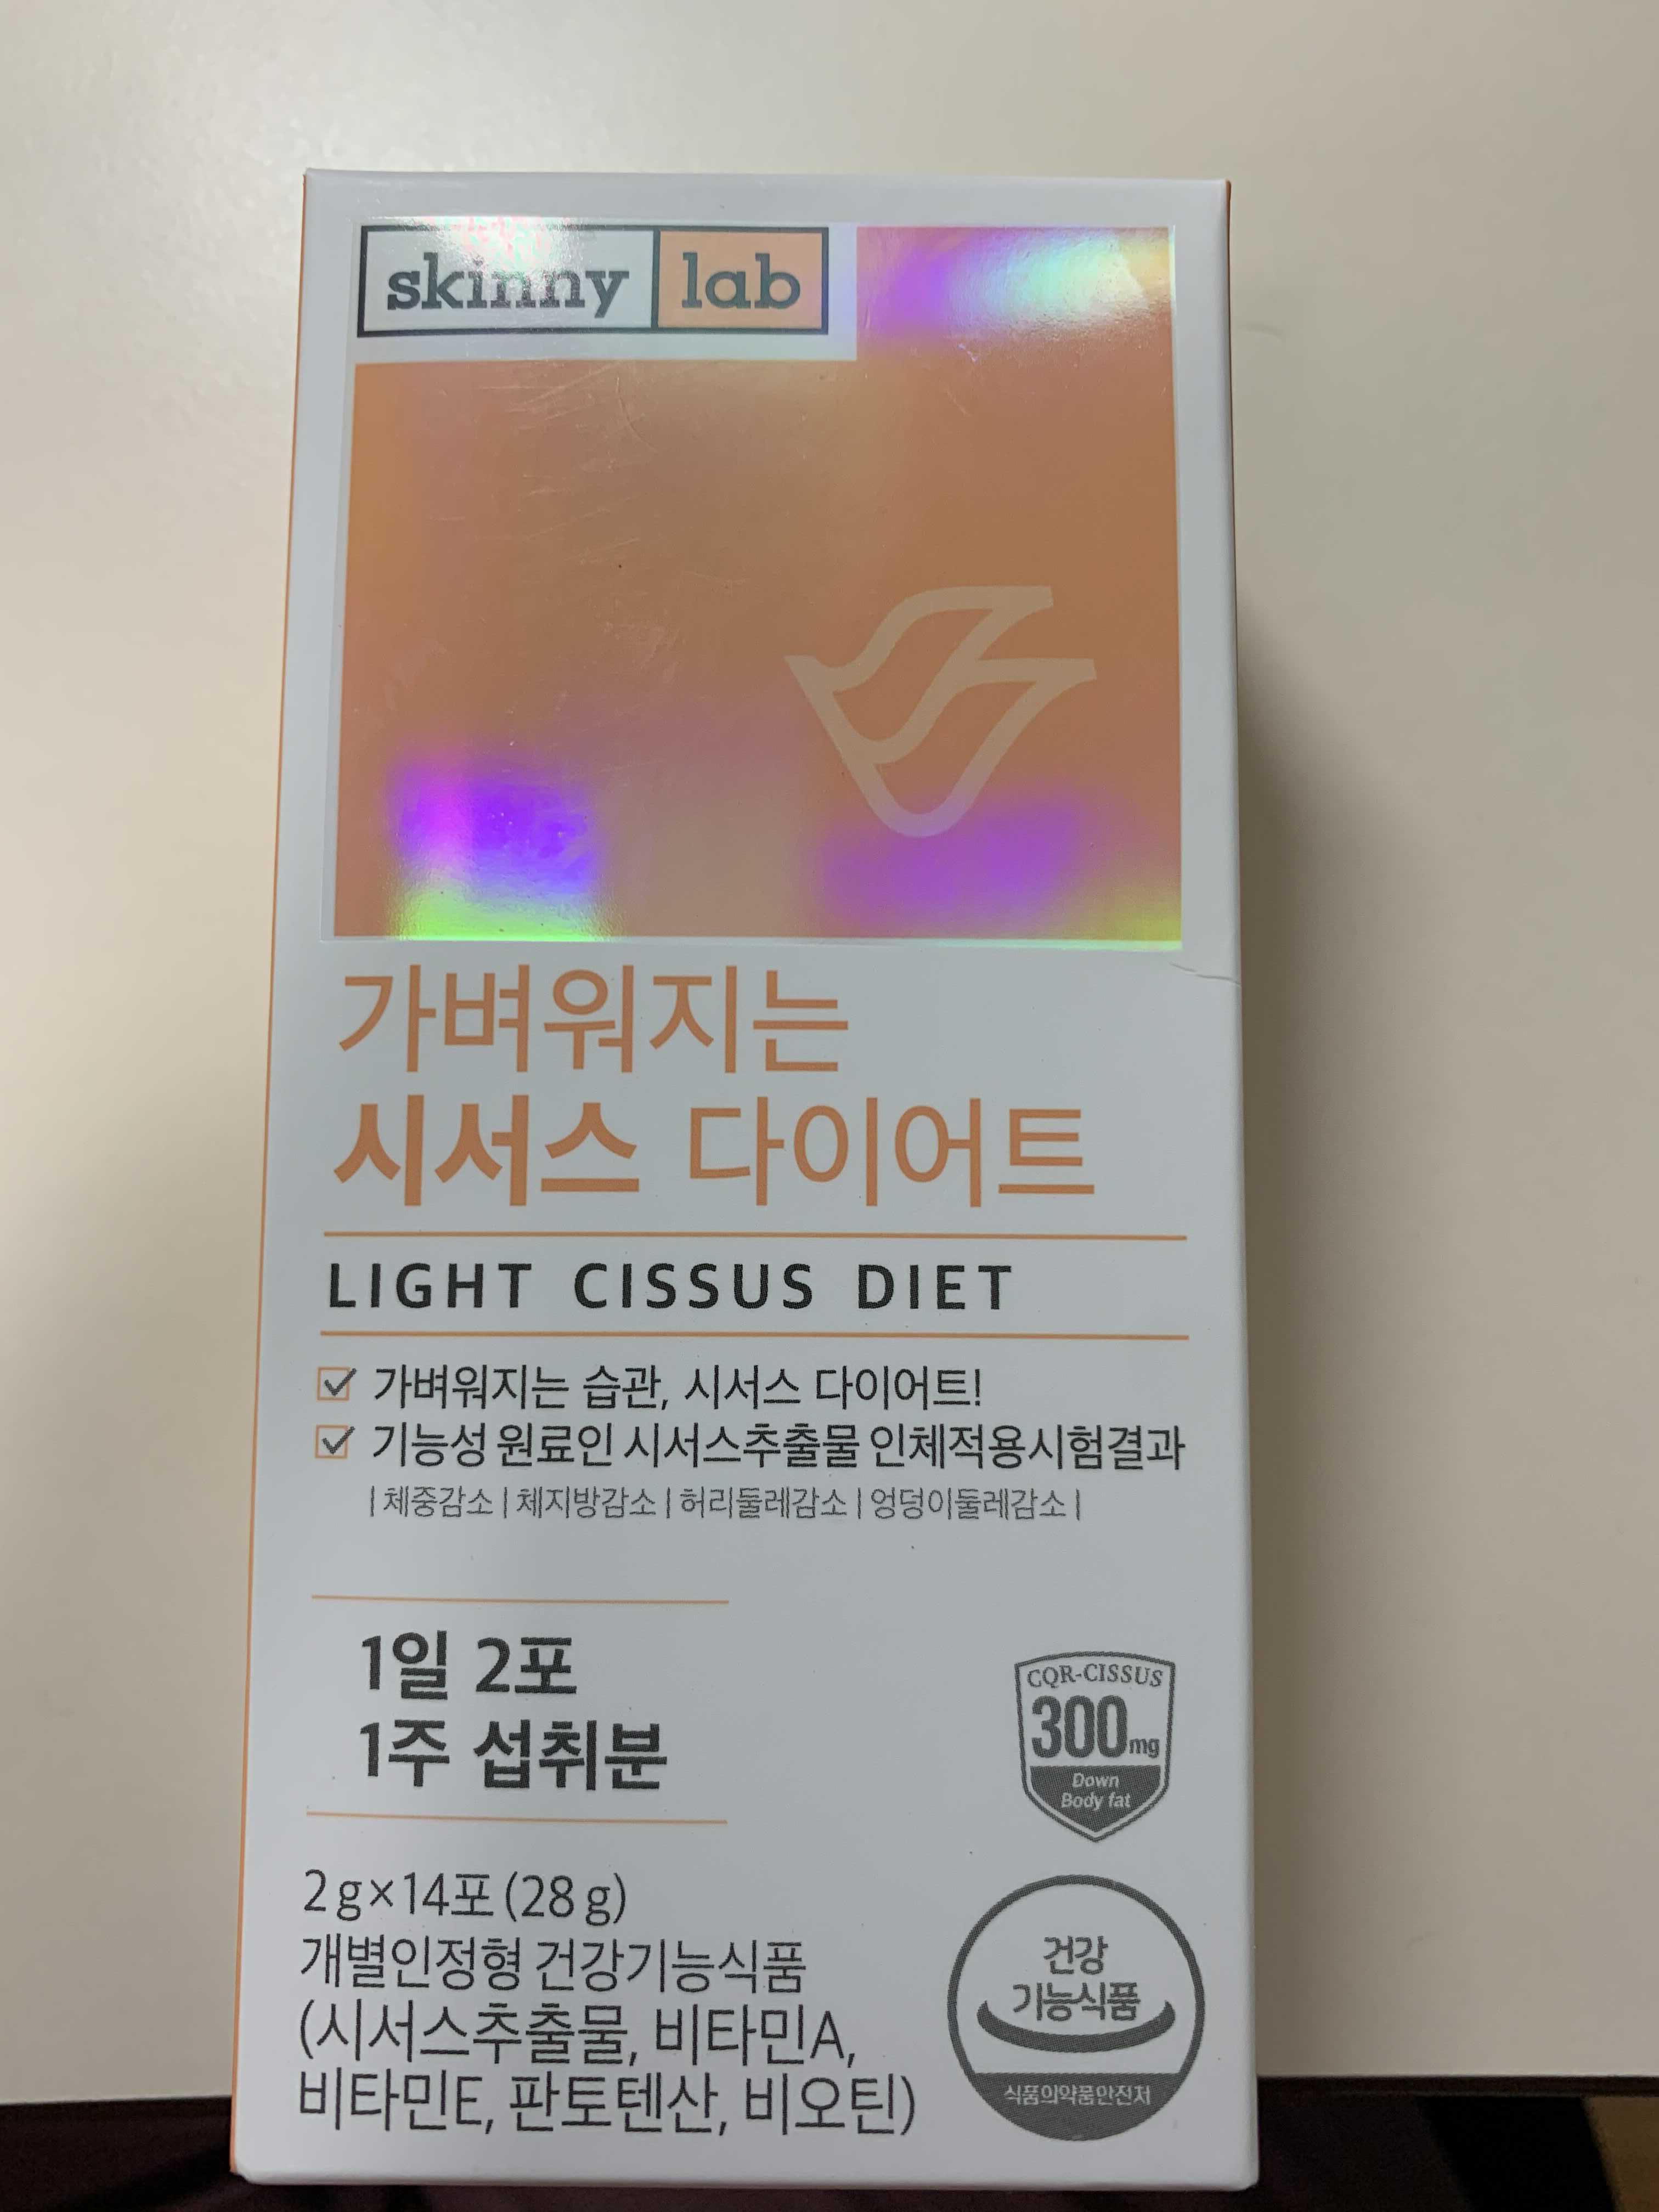 skinny lab
가벼워지는
시서스 다이어트
LIGHT CISSUS DIET
가벼워지는 습관, 시서스 다이어트!
기능성 원료인 시서스추출물 인체적용시험결과
| 체중감소 | 체지방감소 | 허리둘레감소 | 엉덩이둘레감소 |
1일 2포
1주 섭취분
CQR-CISSUS
300mg
Down
Body fat
2g×14포(28g)
개별인정형 건강기능식품
(시서스추출물, 비타민A,
비타민E, 판토텐산, 비오틴)
건강
기능식품
식품의약품안전처